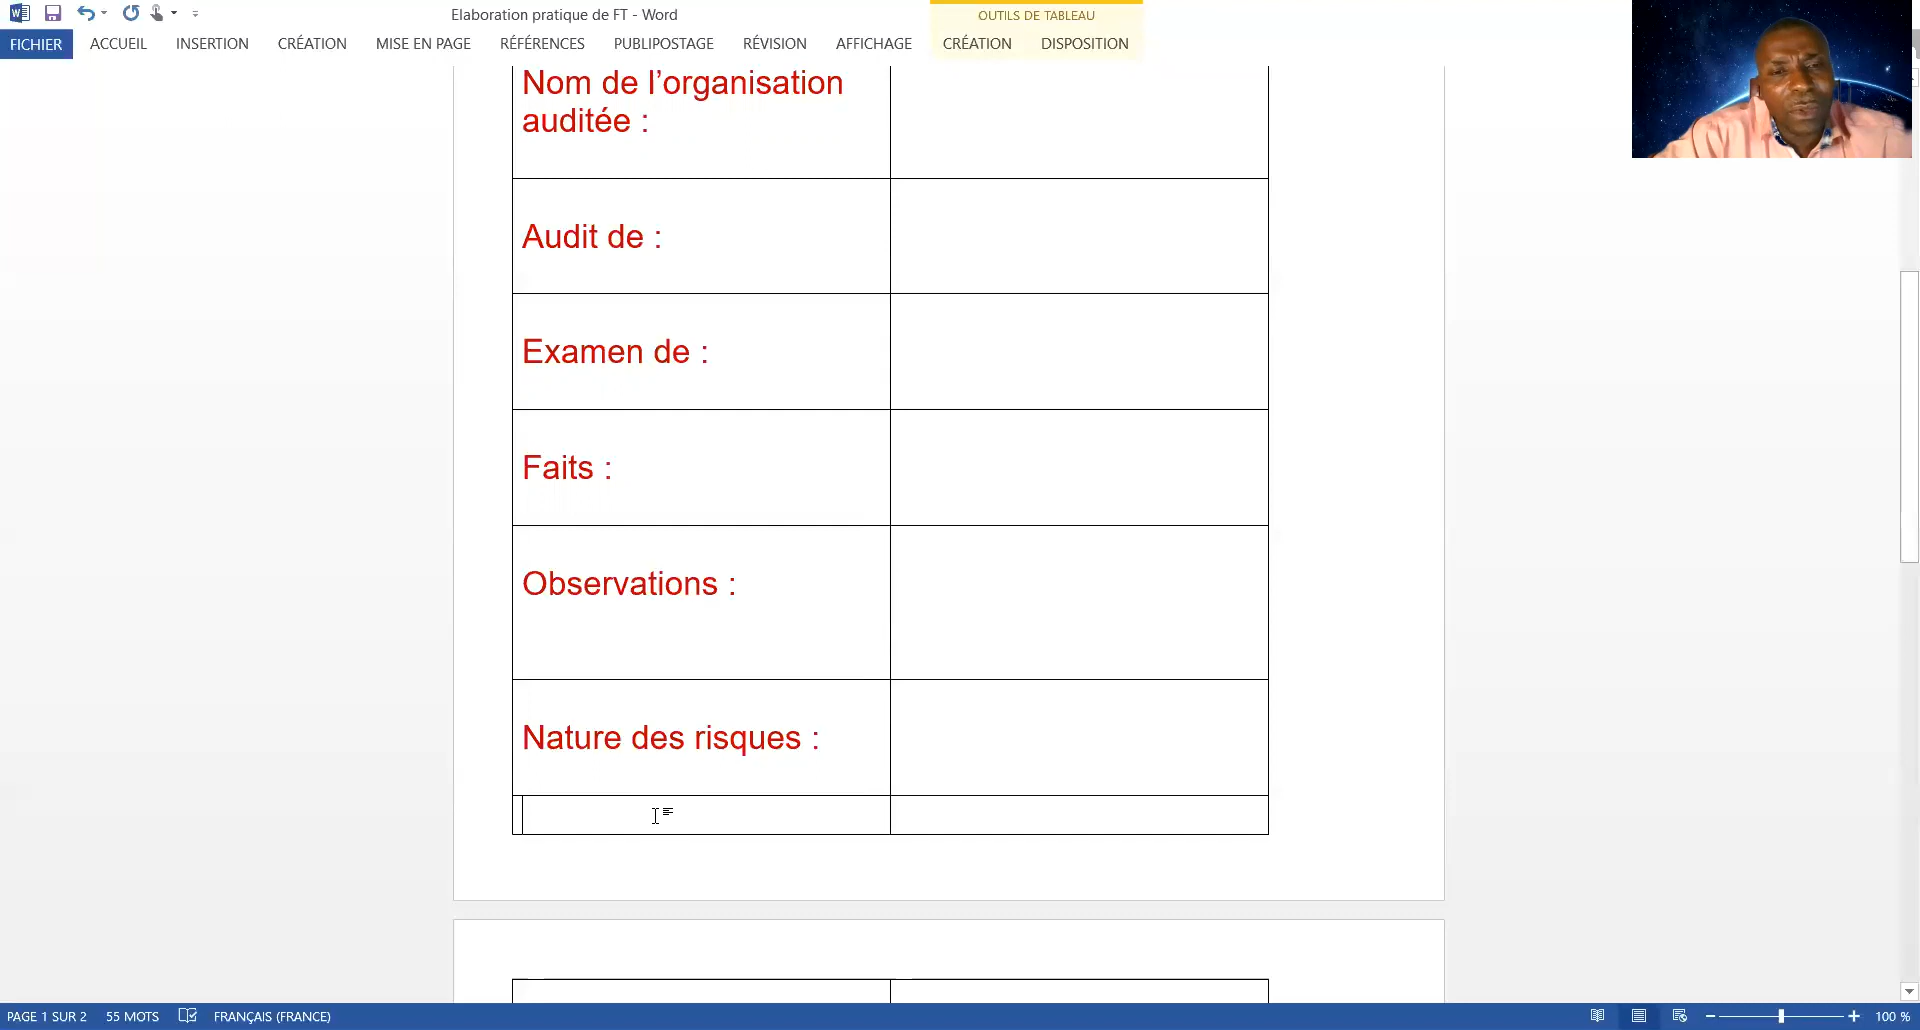 Elaboration pratique de FT - Word
OUTILS DE TABLEAU
FICHIER ACCUEIL INSERTION CRÉATION MISE EN PAGE RÉFÉRENCES PUBLIPOSTAGE RÉVISION AFFICHAGE CRÉATION DISPOSITION
Nom de l’organisation
auditée :
Audit de :
Examen de :
Faits :
Observations :
Nature des risques :
PAGE 1 SUR 2 55 MOTS FRANÇAIS (FRANCE) 100 %